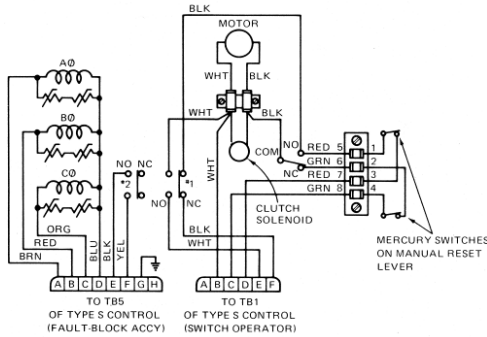 BLK
MOTOR
AØ
WHT BLK
WHT BLK
BØ
NO RED 5 1
COM GRN 6 2
NC RED 7 3
GRN 8 4
NO NC
*2 *1
NO NC
WHT
CØ
CLUTCH
SOLENOID
ORG
RED
BRN
BLU
BLK
YEL
BLK
WHT
MERCURY SWITCHES
ON MANUAL RESET
LEVER
A B C D E F G H
A B C D E F
TO TB5
OF TYPE S CONTROL
(FAULT-BLOCK ACCY)
TO TB1
OF TYPE S CONTROL
(SWITCH OPERATOR)